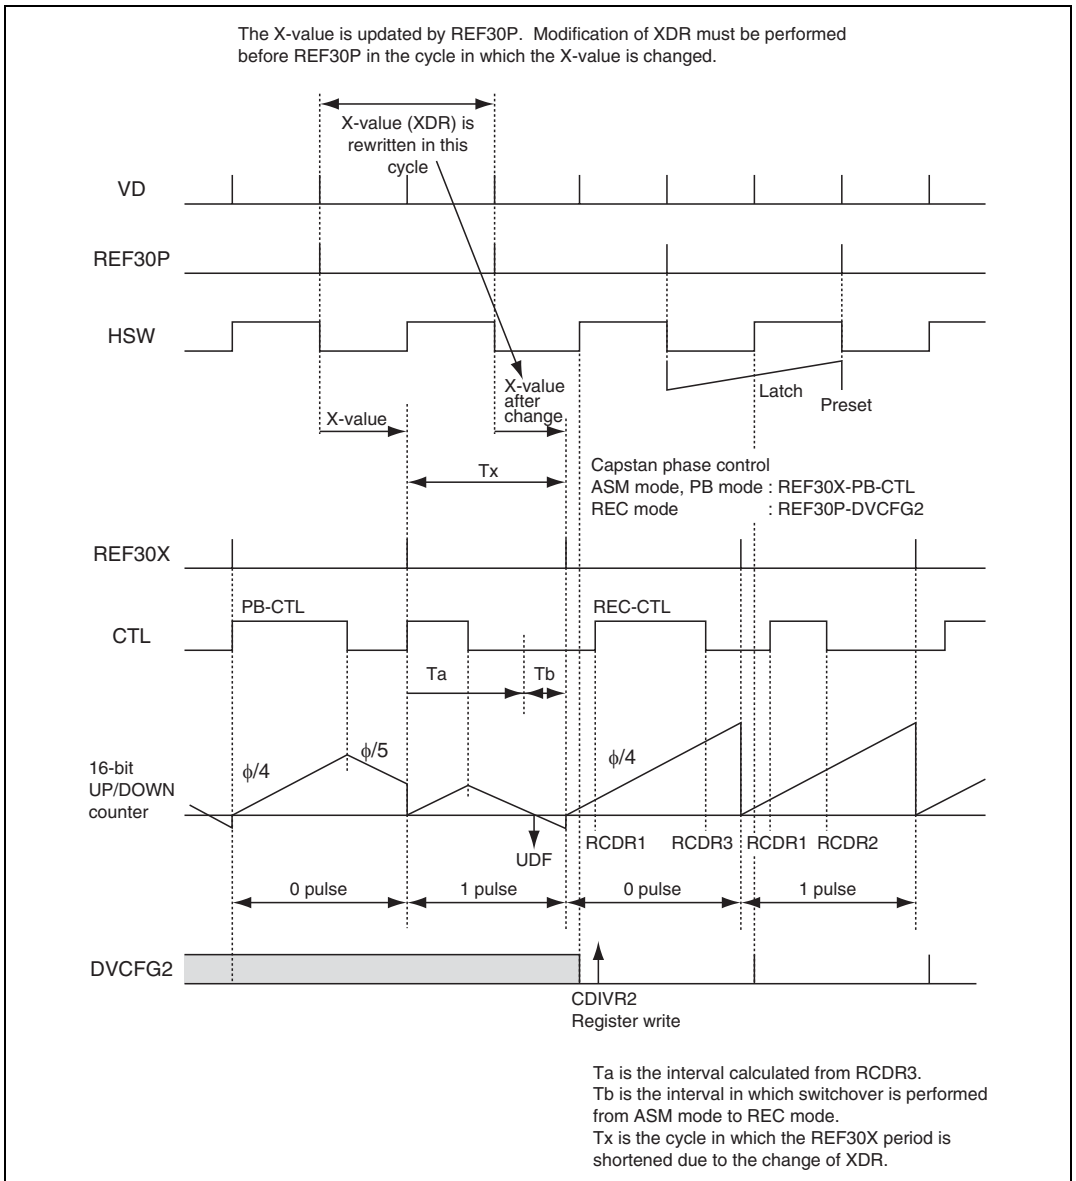 The X-value is updated by REF30P.  Modification of XDR must be performed
before REF30P in the cycle in which the X-value is changed.
X-value (XDR) is
rewritten in this
cycle
VD
REF30P
HSW
Latch
Preset
X-value
X-value
after
change
Tx
Capstan phase control
ASM mode, PB mode : REF30X-PB-CTL
REC mode : REF30P-DVCFG2
REF30X
PB-CTL
REC-CTL
CTL
Ta
Tb
16-bit
UP/DOWN
counter
ϕ/4
ϕ/5
ϕ/4
UDF
RCDR1
RCDR3
RCDR1
RCDR2
0 pulse
1 pulse
0 pulse
1 pulse
DVCFG2
CDIVR2
Register write
Ta is the interval calculated from RCDR3.
Tb is the interval in which switchover is performed
from ASM mode to REC mode.
Tx is the cycle in which the REF30X period is
shortened due to the change of XDR.